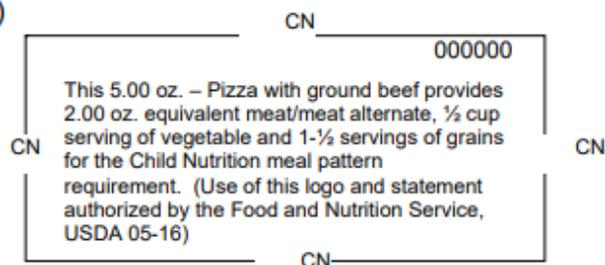 )
CN
000000
This 5.00 oz. – Pizza with ground beef provides
2.00 oz. equivalent meat/meat alternate, ½ cup
serving of vegetable and 1-½ servings of grains
CN
CN
for the Child Nutrition meal pattern
requirement. (Use of this logo and statement
authorized by the Food and Nutrition Service,
USDA 05-16)
CN